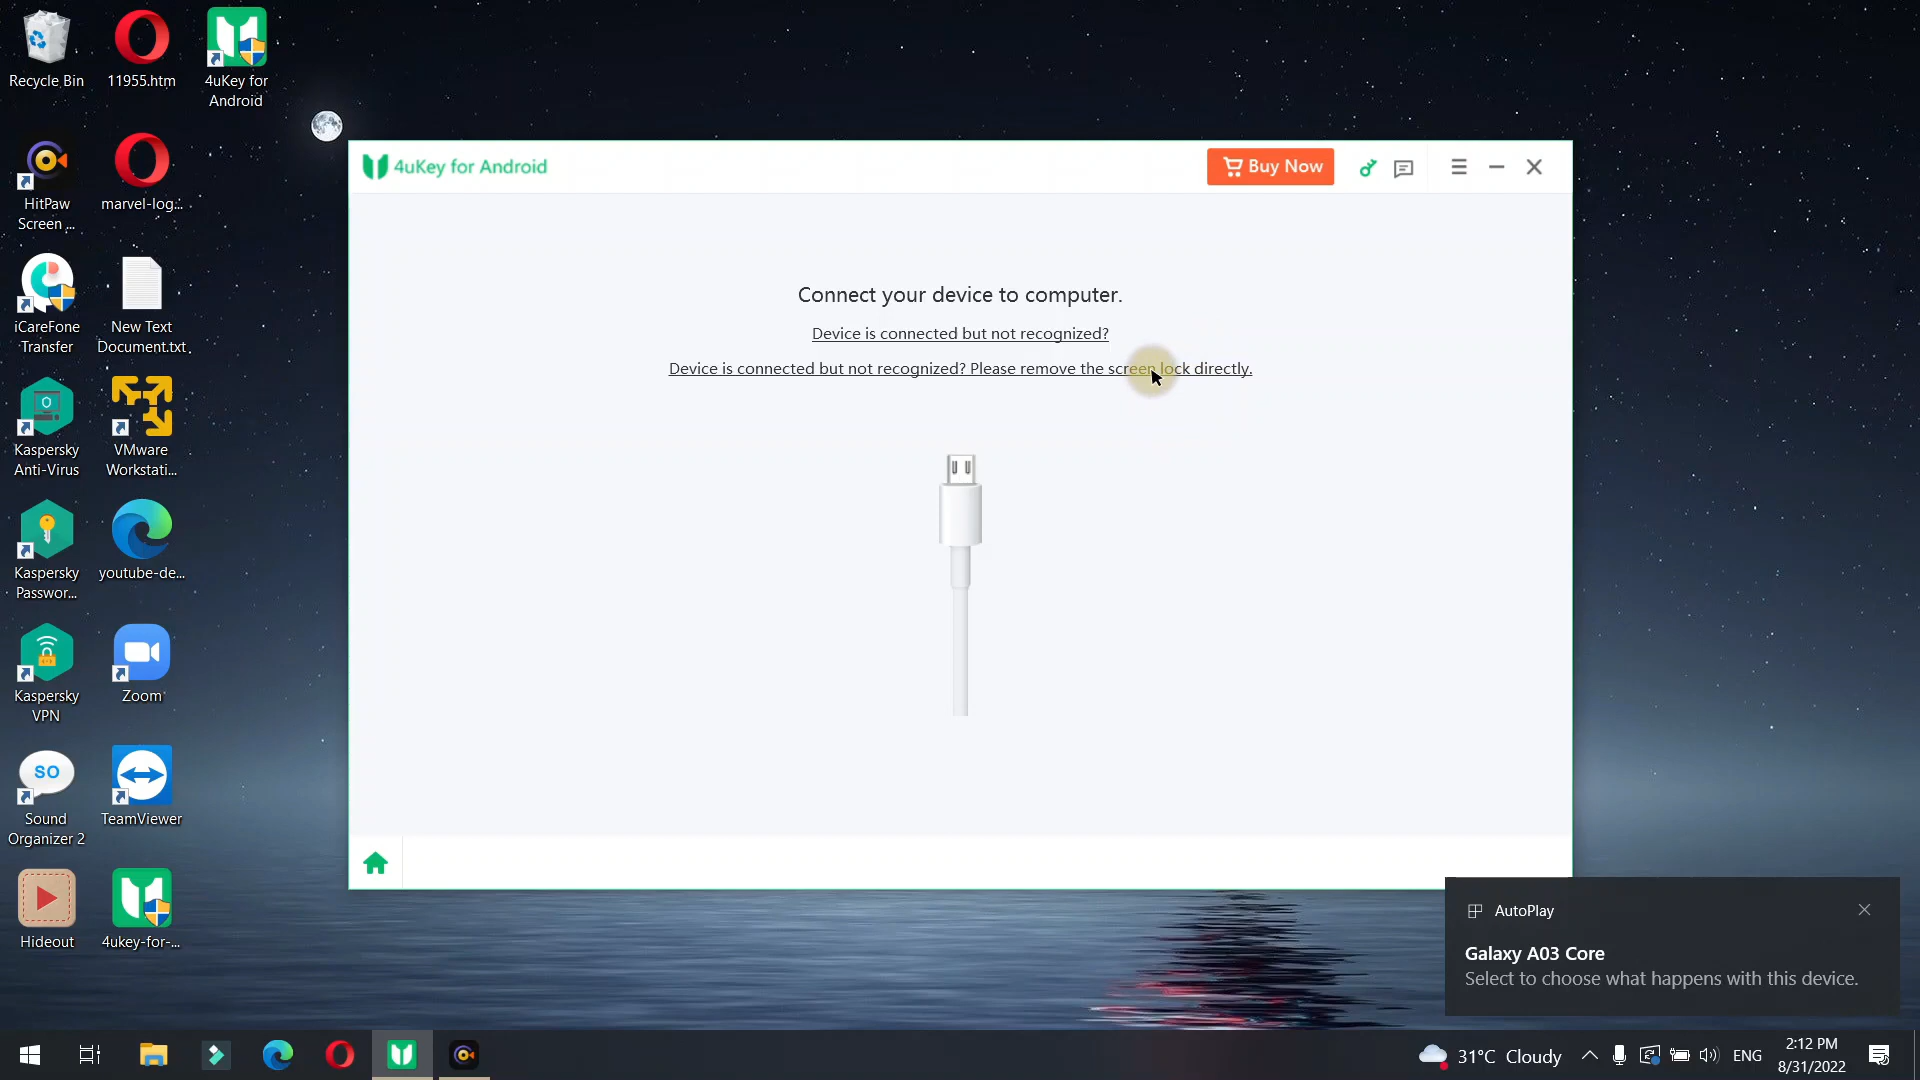 Recycle Bin
11955.htm
4uKey for
Android
HitPaw
Screen ...
marvel-log...
iCareFone
Transfer
New Text
Document.txt
Kaspersky
Anti-Virus
VMware
Workstati...
Kaspersky
Passwor...
youtube-de...
Kaspersky
VPN
Zoom
SO
Sound
Organizer 2
TeamViewer
Hideout
4ukey-for-...
4uKey for Android
Buy Now
Connect your device to computer.
Device is connected but not recognized?
Device is connected but not recognized? Please remove the screen lock directly.
AutoPlay
Galaxy A03 Core
Select to choose what happens with this device.
31°C Cloudy
ENG
2:12 PM
8/31/2022